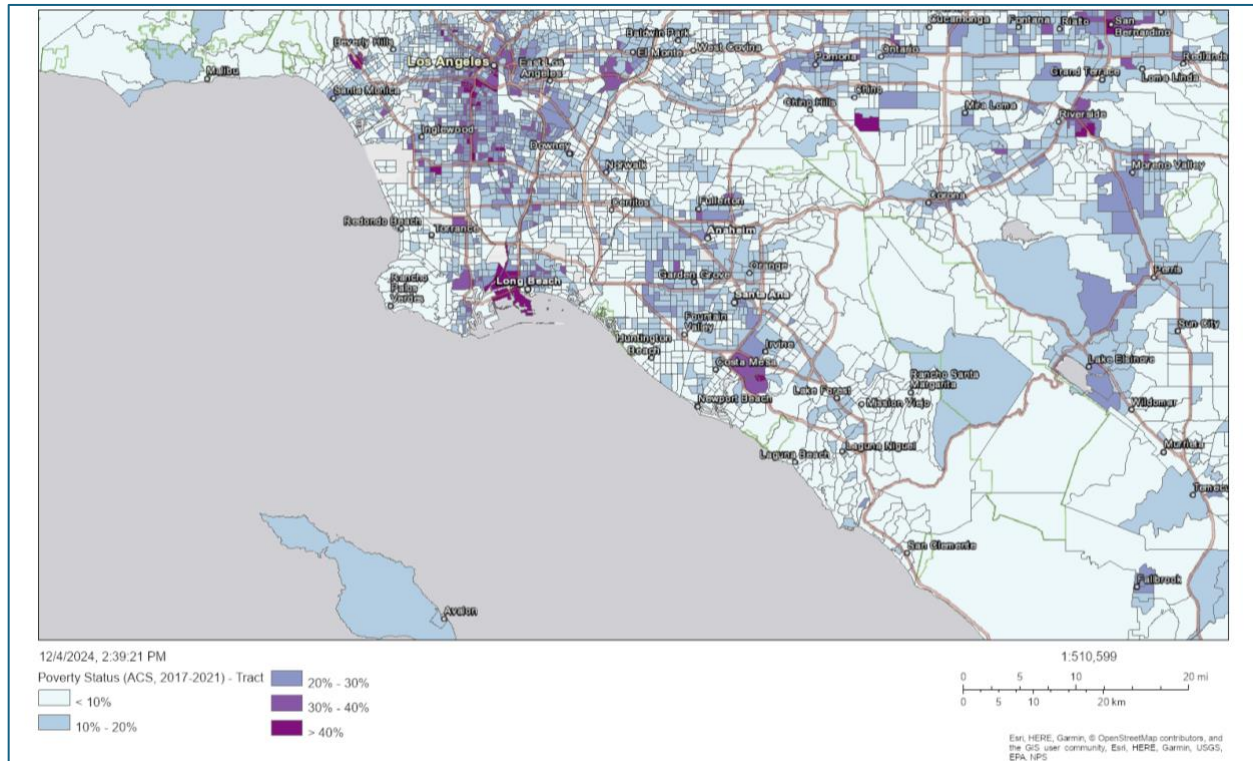 Cucamonga
Fontana
Rialto
San
Bernardino
Baldwin Park
Beverly Hills
El Monte
West Covina
Ontario
Redlands
Los Angeles
East Los
Angeles
Pomona
Grand Terrace
Loma Linda
Malibu
Santa Monica
Chino
Chino Hills
Mira Loma
Riverside
Inglewood
Downey
Norwalk
Moreno Valley
Corona
Cerritos
Fullerton
Redondo Beach
Torrance
Anaheim
Orange
Garden Grove
Perris
Rancho
Palos
Verdes
Long Beach
Santa Ana
Fountain
Valley
Sun City
Huntington
Beach
Irvine
Costa Mesa
Lake Elsinore
Rancho Santa
Margarita
Lake Forest
Mission Viejo
Newport Beach
Wildomar
Laguna Beach
Laguna Niguel
Murrieta
Temecu
San Clemente
Fallbrook
Avalon
12/4/2024, 2:39:21 PM
Poverty Status (ACS, 2017-2021) - Tract
< 10%
10% - 20%
20% - 30%
30% - 40%
> 40%
1:510,599
0 5 10 20 mi
0 5 10 20 km
Esri, HERE, Garmin, © OpenStreetMap contributors, and
the GIS user community, Esri, HERE, Garmin, USGS,
EPA, NPS